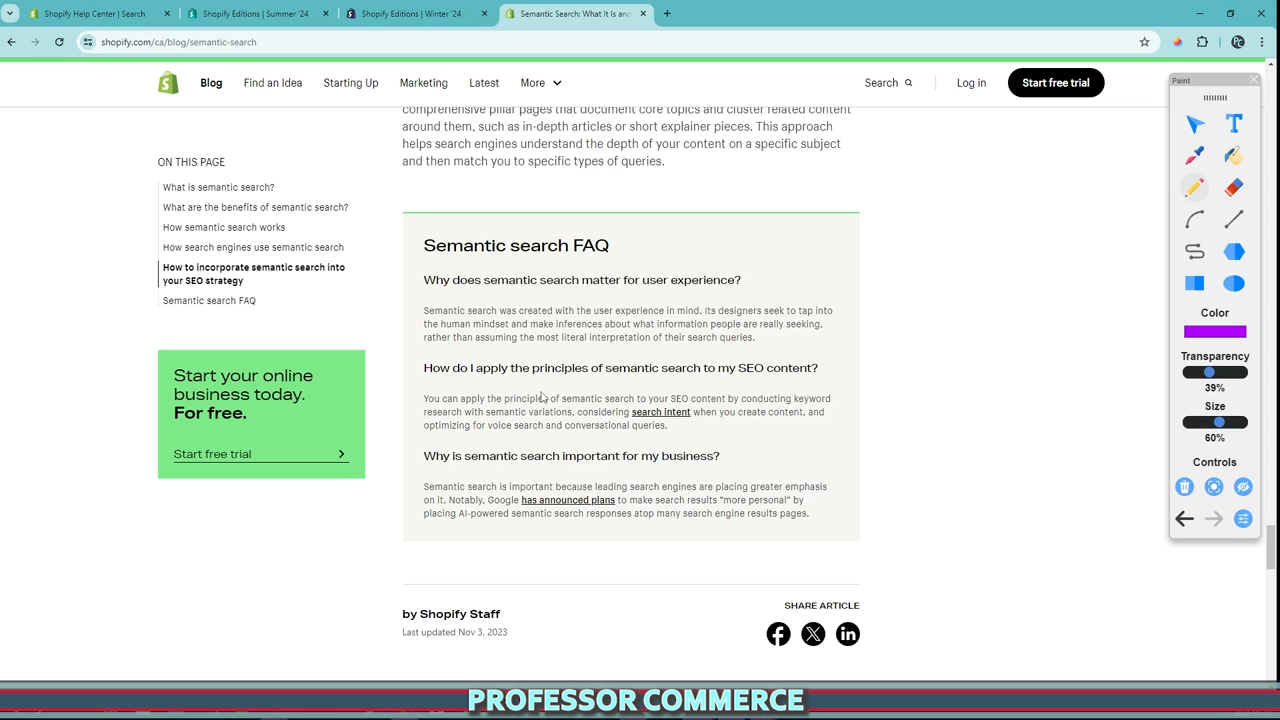 Shopify Help Center | Search
Shopify Editions | Summer '24
Shopify Editions | Winter '24
Semantic Search: What It Is and
shopify.com/ca/blog/semantic-search
Blog
Find an Idea
Starting Up
Marketing
Latest
More
Search
Log in
Start free trial
comprehensive pillar pages that document core topics and cluster related content
around them, such as in-depth articles or short explainer pieces. This approach
helps search engines understand the depth of your content on a specific subject
and then match you to specific types of queries.
ON THIS PAGE
What is semantic search?
What are the benefits of semantic search?
How semantic search works
How search engines use semantic search
How to incorporate semantic search into
your SEO strategy
Semantic search FAQ
Start your online
business today.
For free.
Start free trial
Semantic search FAQ
Why does semantic search matter for user experience?
Semantic search was created with the user experience in mind. Its designers seek to tap into
the human mindset and make inferences about what information people are really seeking,
rather than assuming the most literal interpretation of their search queries.
How do I apply the principles of semantic search to my SEO content?
You can apply the principles of semantic search to your SEO content by conducting keyword
research with semantic variations, considering search intent when you create content, and
optimizing for voice search and conversational queries.
Why is semantic search important for my business?
Semantic search is important because leading search engines are placing greater emphasis
on it. Notably, Google has announced plans to make search results "more personal" by
placing AI-powered semantic search responses atop many search engine results pages.
by Shopify Staff
Last updated Nov 3, 2023
SHARE ARTICLE
Paint
T
Color
Transparency
39%
Size
60%
Controls
PROFESSOR COMMERCE